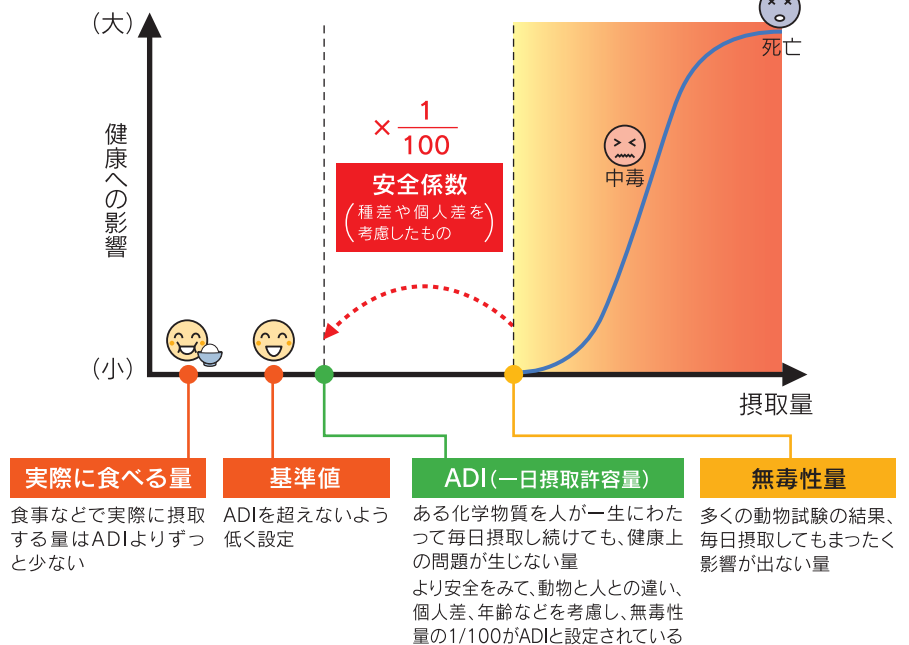 (大)
健康への影響
(小)
死亡
中毒
× 1/100
安全係数
(種差や個人差を
考慮したもの)
摂取量
実際に食べる量
食事などで実際に摂取
する量はADIよりずっ
と少ない
基準値
ADIを超えないよう
低く設定
ADI(一日摂取許容量)
ある化学物質を人が一生にわた
って毎日摂取し続けても、健康上
の問題が生じない量
より安全をみて、動物と人との違い、
個人差、年齢などを考慮し、無毒性
量の1/100がADIと設定されている
無毒性量
多くの動物試験の結果、
毎日摂取してもまったく
影響が出ない量